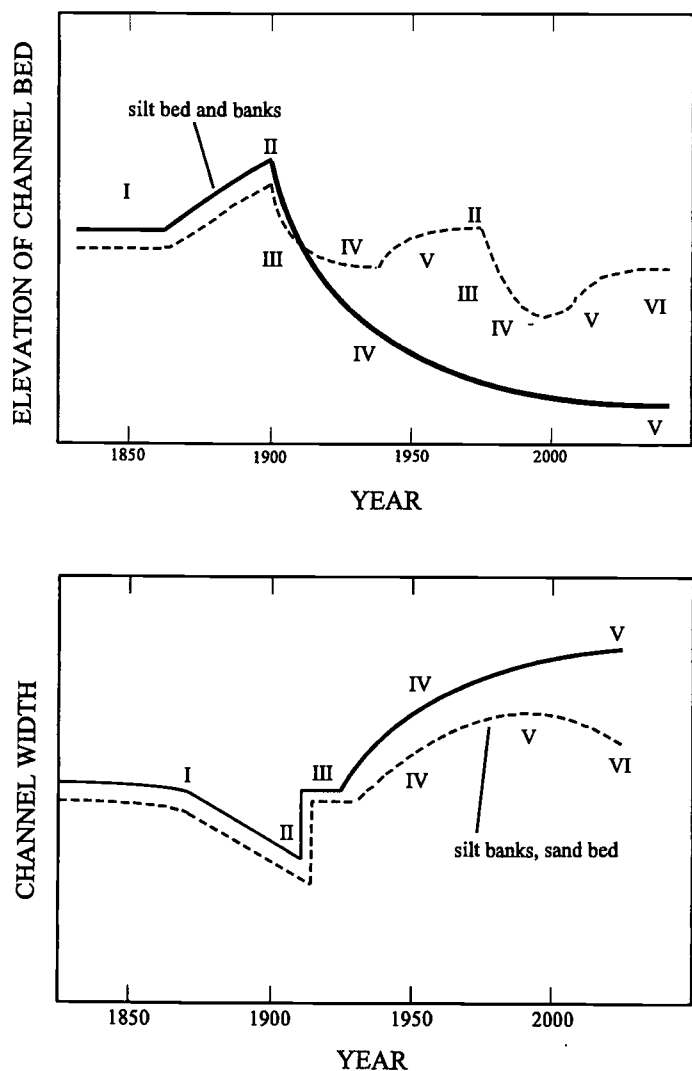 ELEVATION OF CHANNEL BED
silt bed and banks
I
II
III
IV
V
II
III
IV
V
VI
IV
V
1850
1900
1950
2000
YEAR
CHANNEL WIDTH
I
II
III
IV
V
IV
V
VI
silt banks, sand bed
1850
1900
1950
2000
YEAR